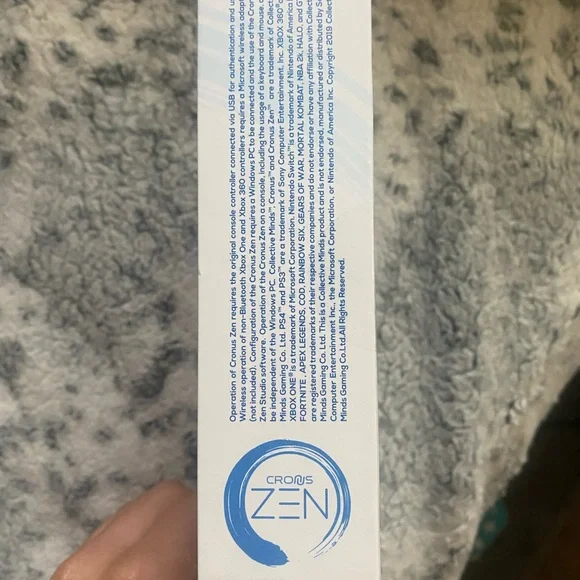 Operation of Cronus Zen requires the original console controller connected via USB for authentication and
Wireless operation of non-Bluetooth Xbox One and Xbox 360 controllers requires a Microsoft wireless
(not included). Configuration of the Cronus Zen requires a Windows PC to be connected and the use of the
Zen Studio software. Operation of the Cronus Zen on a console, including the usage of a keyboard and mouse,
be independent of the Windows PC. Collective Minds™, Cronus™ and Cronus Zen™ are a trademark of
Minds Gaming Co. Ltd. PS4™ and PS3™ are a trademark of Sony Computer Entertainment, Inc. XBOX 360®
XBOX ONE® is a trademark of Microsoft Corporation. Nintendo Switch™ is a trademark of Nintendo of America
FORTNITE, APEX LEGENDS, COD, RAINBOW SIX, GEARS OF WAR, MORTAL KOMBAT, NBA 2k, HALO, and
are registered trademarks of their respective companies and do not endorse or have any affiliation with
Minds Gaming Co. Ltd. This is a Collective Minds product and is not endorsed, manufactured or distributed by
Computer Entertainment Inc., the Microsoft Corporation, or Nintendo of America Inc. Copyright 2019
Minds Gaming Co. Ltd. All Rights Reserved.
CRONUS
ZEN